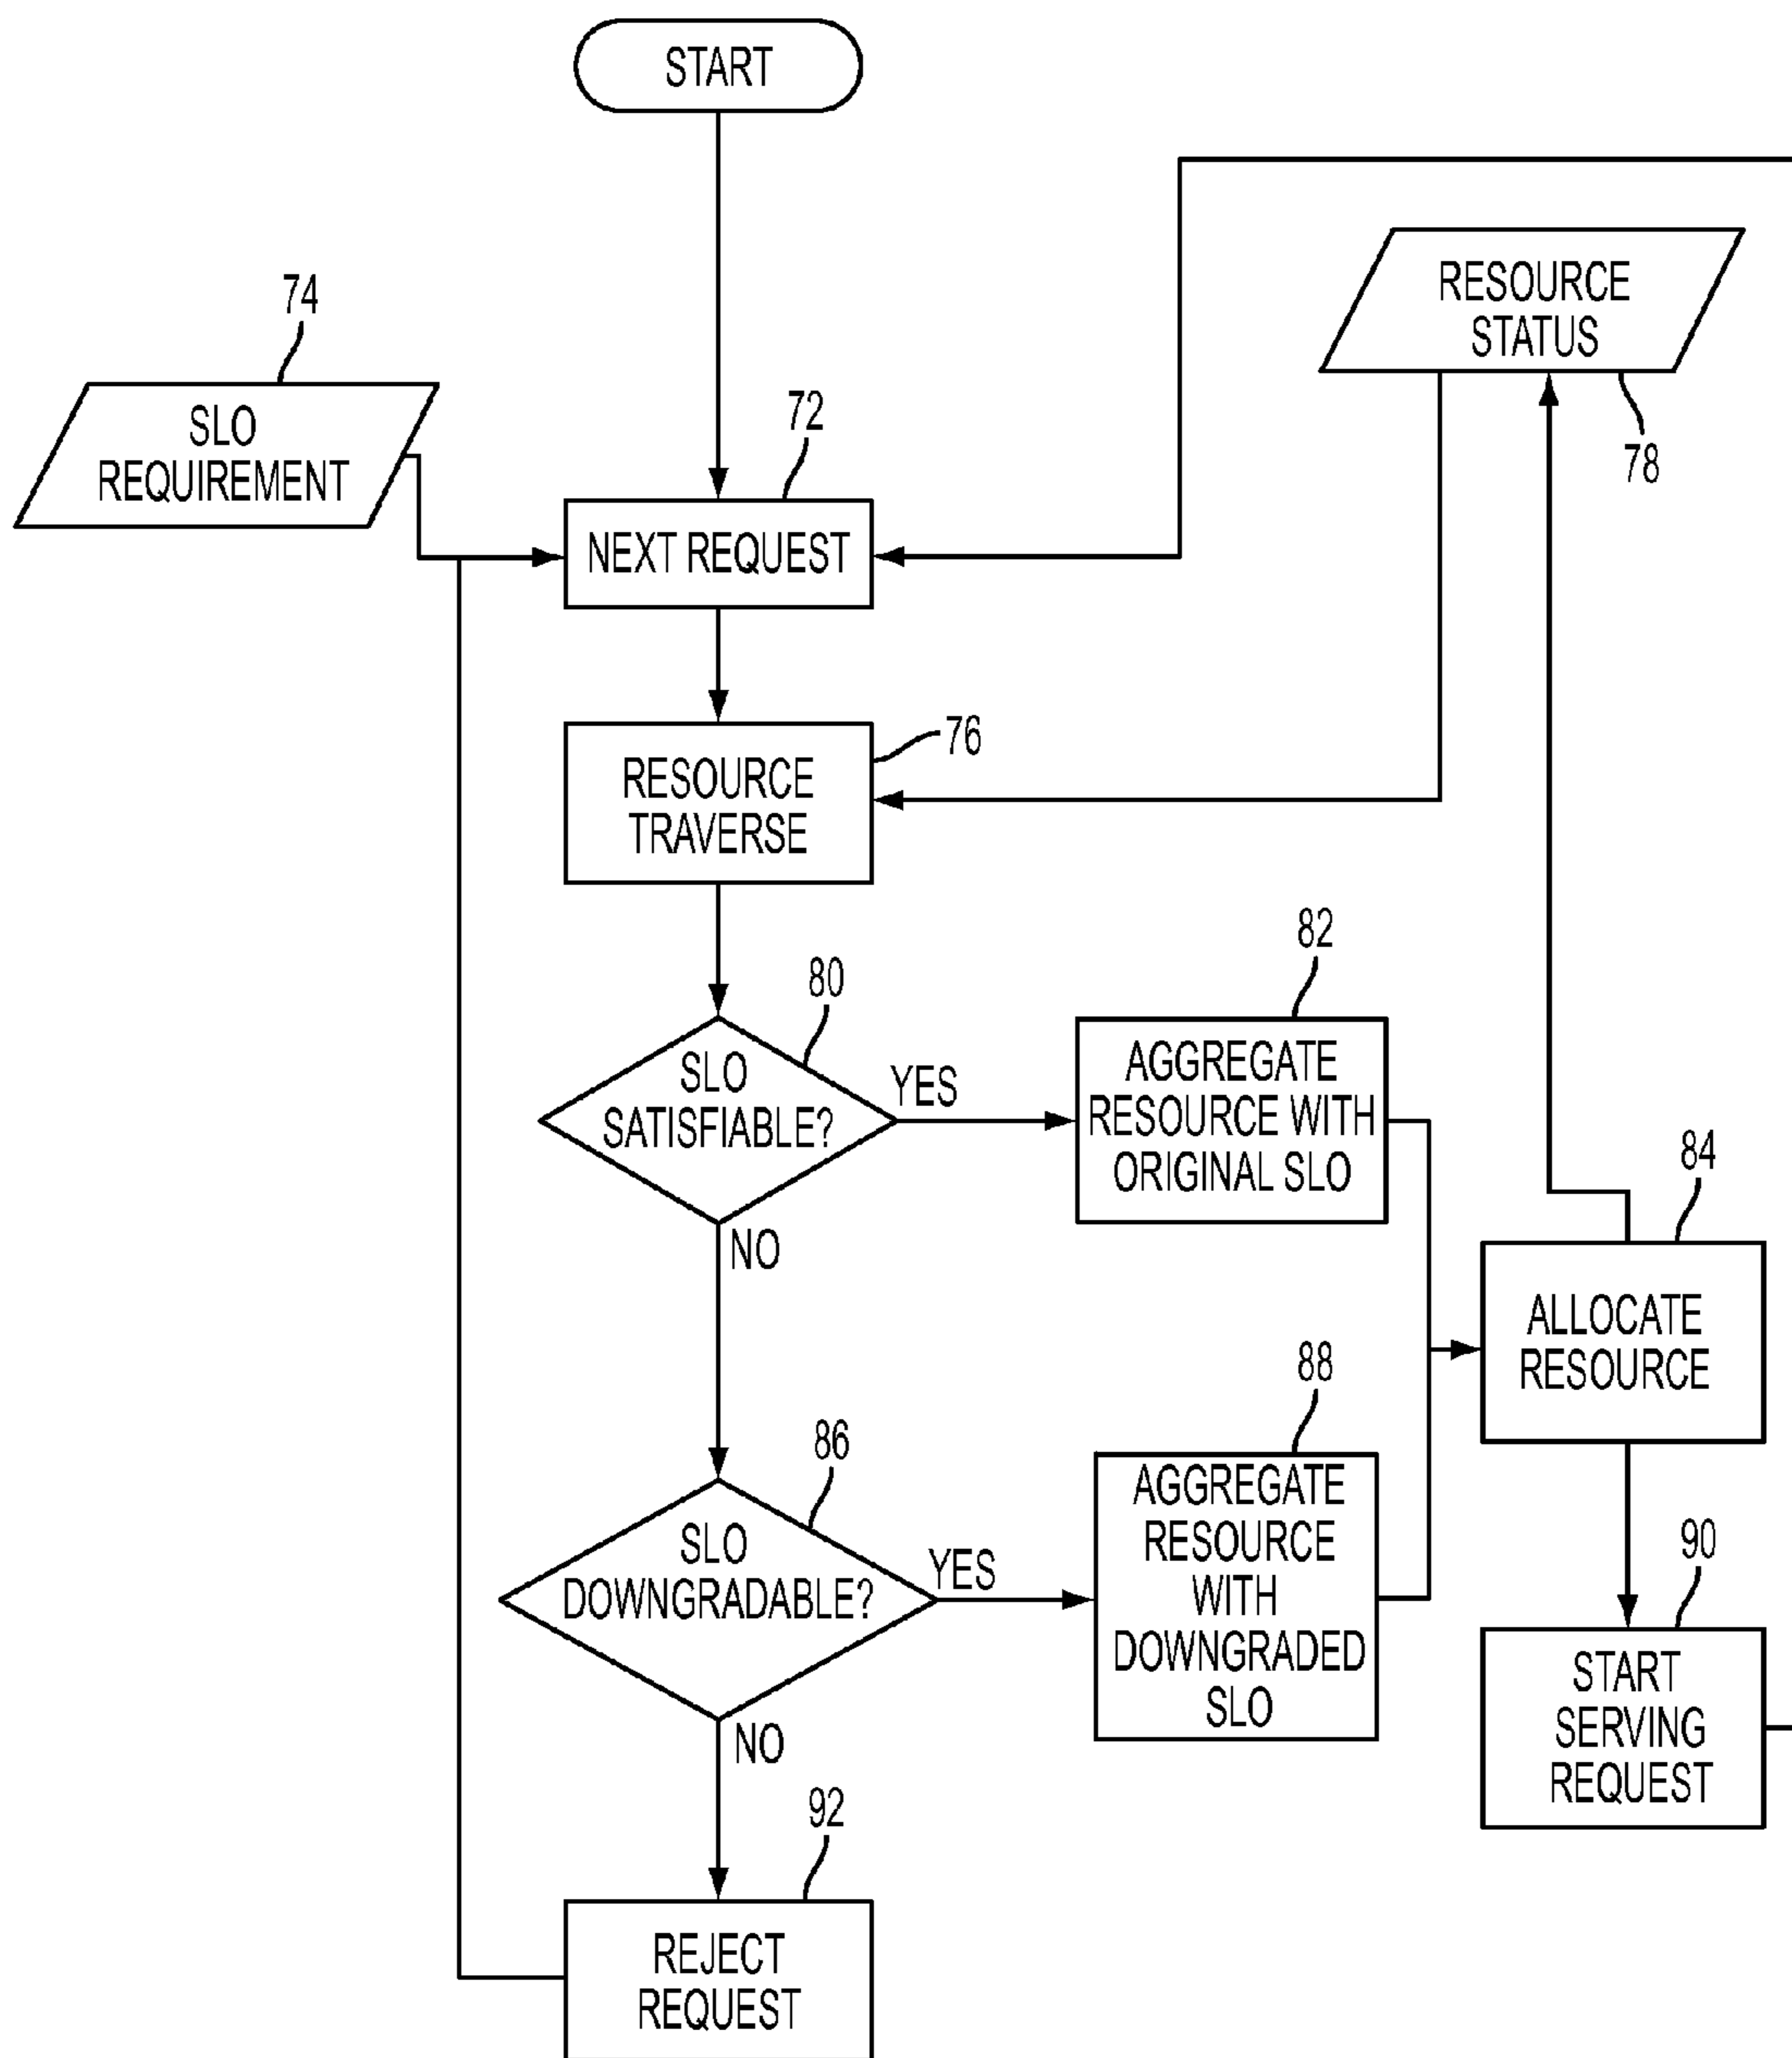 START
RESOURCE
STATUS
78
74
SLO
REQUIREMENT
72
NEXT REQUEST
76
RESOURCE
TRAVERSE
80
SLO
SATISFIABLE?
YES
NO
82
AGGREGATE
RESOURCE WITH
ORIGINAL SLO
84
ALLOCATE
RESOURCE
86
SLO
DOWNGRADABLE?
YES
NO
88
AGGREGATE
RESOURCE
WITH
DOWNGRADED
SLO
90
START
SERVING
REQUEST
92
REJECT
REQUEST